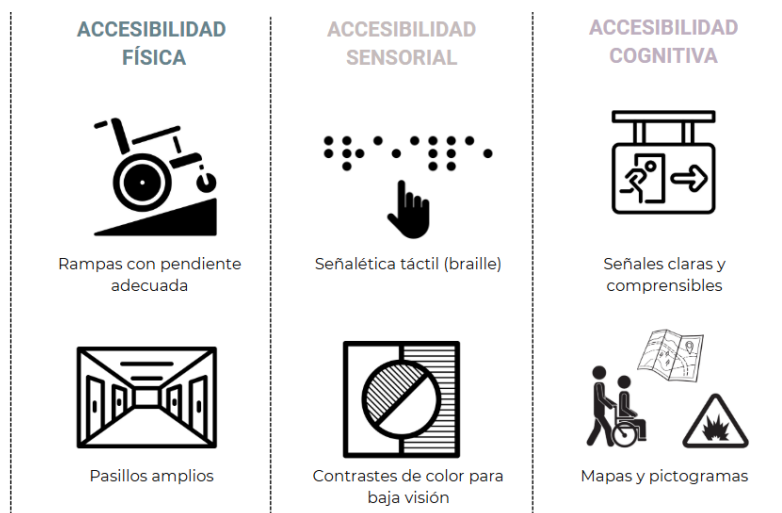 ACCESIBILIDAD
FÍSICA
Rampas con pendiente
adecuada
Pasillos amplios
ACCESIBILIDAD
SENSORIAL
Señalética táctil (braille)
Contrastes de color para
baja visión
ACCESIBILIDAD
COGNITIVA
Señales claras y
comprensibles
Mapas y pictogramas